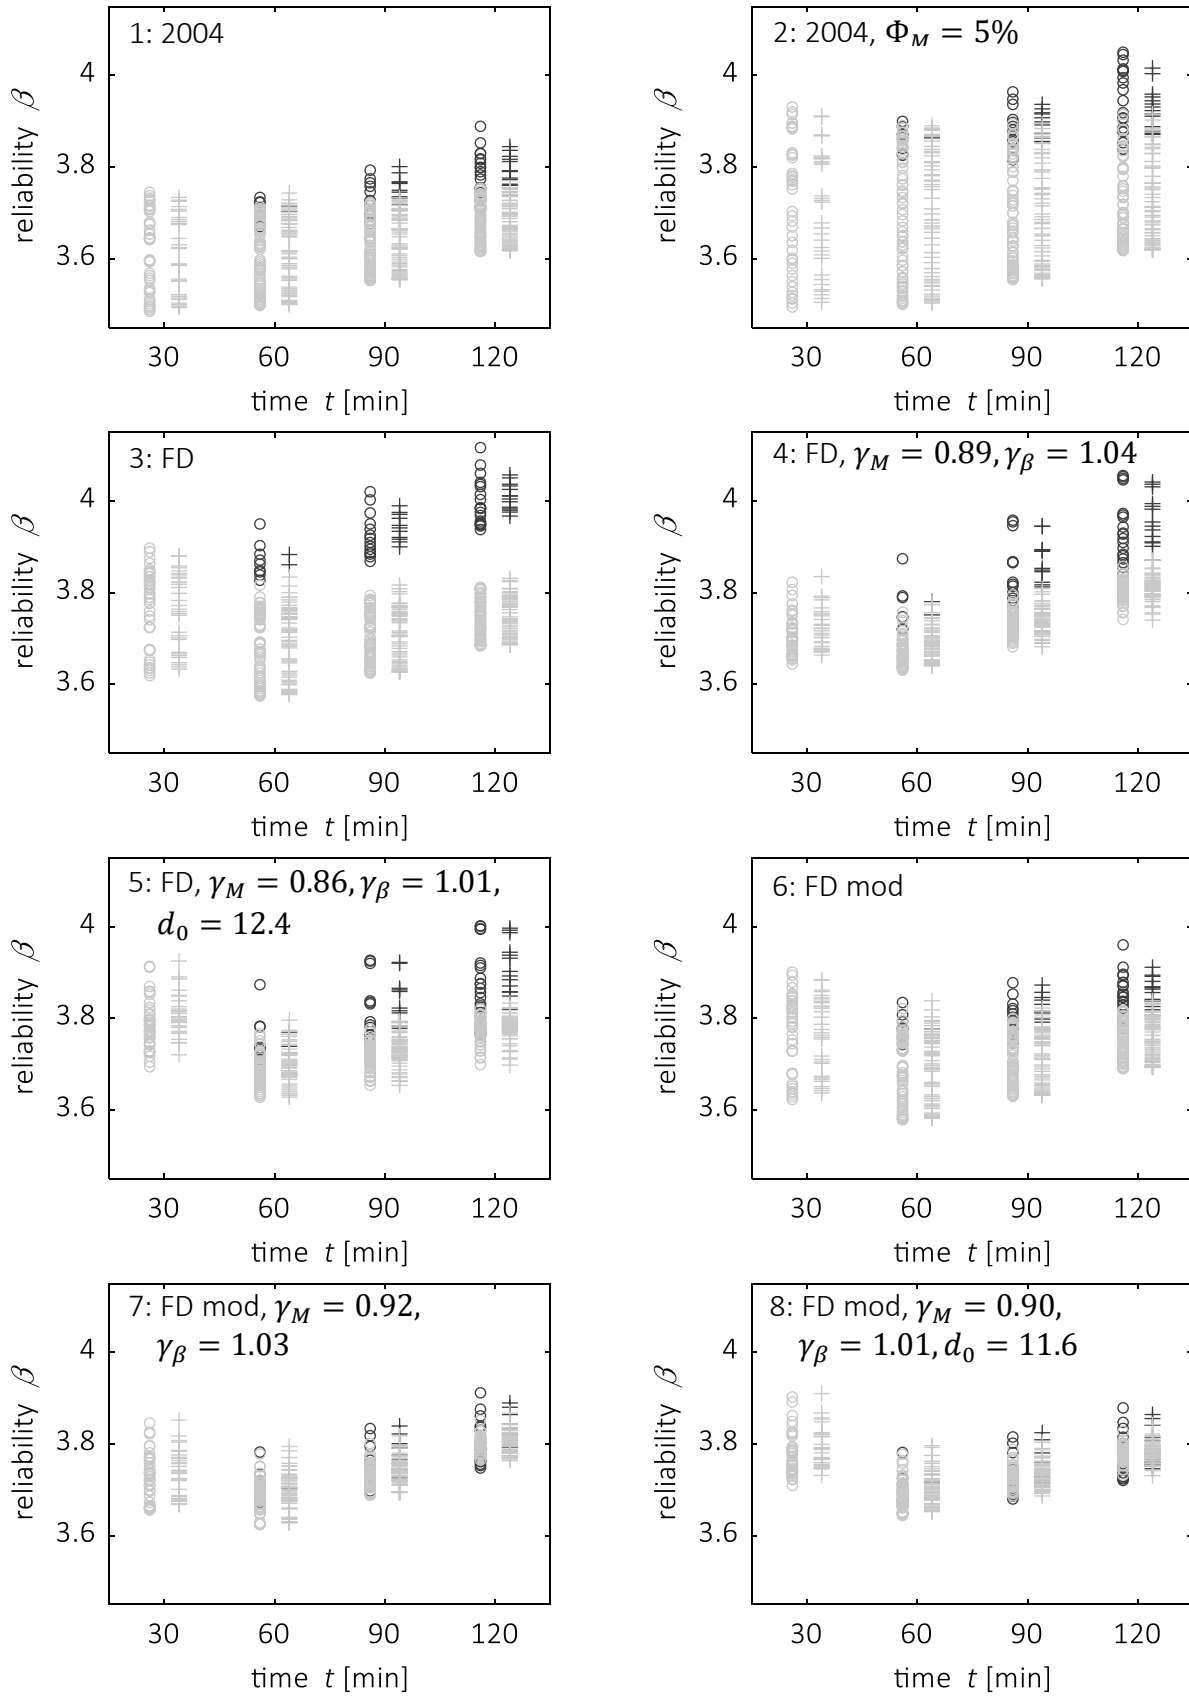 1: 2004
reliability β
4
3.8
3.6
30 60 90 120
time t [min]
2: 2004, Φ_M = 5%
reliability β
4
3.8
3.6
30 60 90 120
time t [min]
3: FD
reliability β
4
3.8
3.6
30 60 90 120
time t [min]
4: FD, γ_M = 0.89, γ_β = 1.04
reliability β
4
3.8
3.6
30 60 90 120
time t [min]
5: FD, γ_M = 0.86, γ_β = 1.01,
d_0 = 12.4
reliability β
4
3.8
3.6
30 60 90 120
time t [min]
6: FD mod
reliability β
4
3.8
3.6
30 60 90 120
time t [min]
7: FD mod, γ_M = 0.92,
γ_β = 1.03
reliability β
4
3.8
3.6
30 60 90 120
time t [min]
8: FD mod, γ_M = 0.90,
γ_β = 1.01, d_0 = 11.6
reliability β
4
3.8
3.6
30 60 90 120
time t [min]